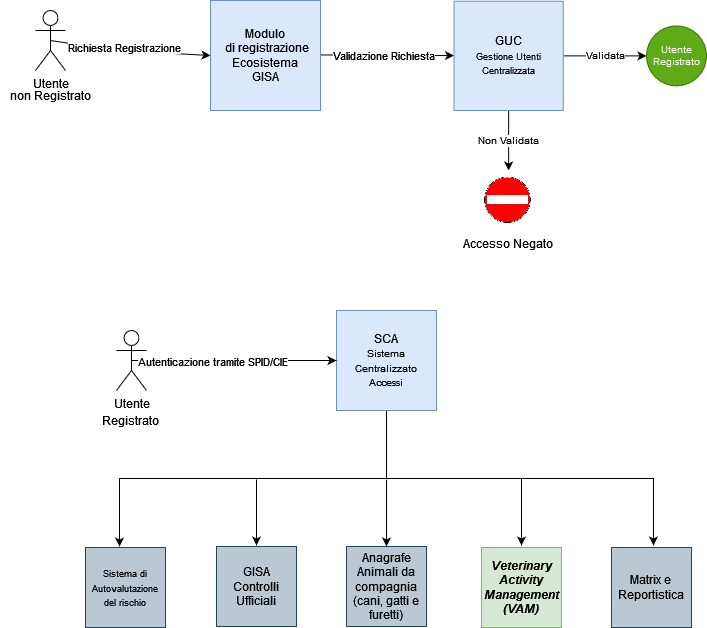 Utente
non Registrato
Richiesta Registrazione
Modulo
di registrazione
Ecosistema
GISA
Validazione Richiesta
GUC
Gestione Utenti
Centralizzata
Validata
Utente
Registrato
Non Validata
Accesso Negato
Utente
Registrato
Autenticazione tramite SPID/CIE
SCA
Sistema
Centralizzato
Accessi
Sistema di
Autovalutazione
del rischio
GISA
Controlli
Ufficiali
Anagrafe
Animali da
compagnia
(cani, gatti e
furetti)
Veterinary
Activity
Management
(VAM)
Matrix e
Reportistica